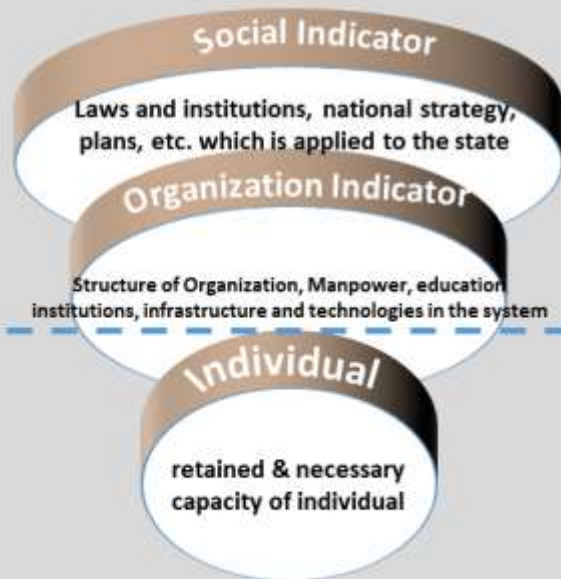 Social Indicator
Laws and institutions, national strategy,
plans, etc. which is applied to the state
Organization Indicator
Structure of Organization, Manpower, education
institutions, infrastructure and technologies in the system
Individual
retained & necessary
capacity of individual